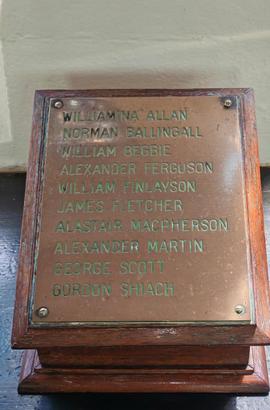 WILLIAMINA ALLAN
NORMAN BALLINGALL
WILLIAM BEGBIE
ALEXANDER FERGUSON
WILLIAM FINLAYSON
JAMES FLETCHER
ALASTAIR MACPHERSON
ALEXANDER MARTIN
GEORGE SCOTT
GORDON SHIACH